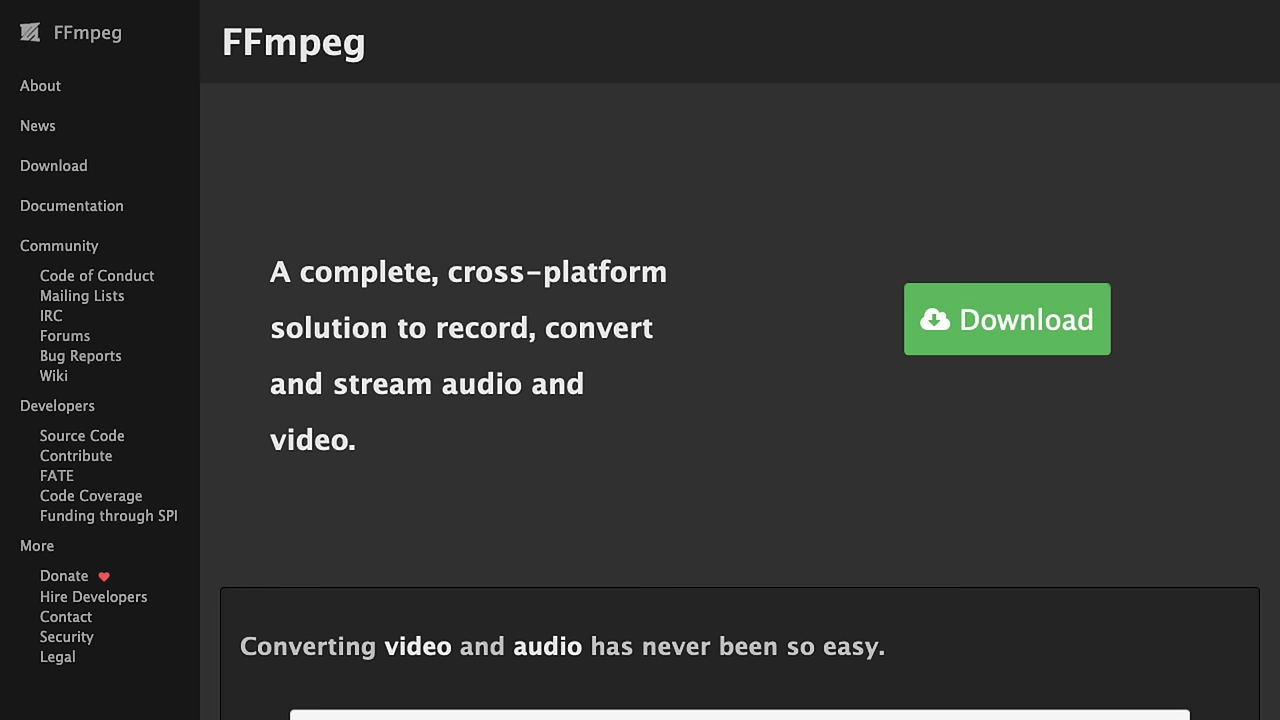 FFmpeg
About
News
Download
Documentation
Community
Code of Conduct
Mailing Lists
IRC
Forums
Bug Reports
Wiki
Developers
Source Code
Contribute
FATE
Code Coverage
Funding through SPI
More
Donate
Hire Developers
Contact
Security
Legal
FFmpeg
A complete, cross-platform
solution to record, convert
and stream audio and
video.
Download
Converting video and audio has never been so easy.